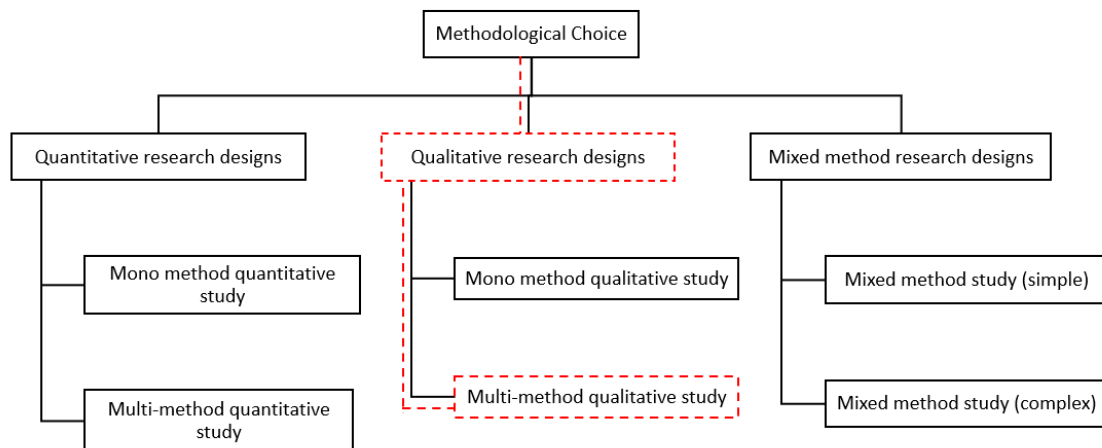 Methodological Choice
Quantitative research designs
Qualitative research designs
Mixed method research designs
Mono method quantitative
study
Mono method qualitative study
Mixed method study (simple)
Multi-method quantitative
study
Multi-method qualitative study
Mixed method study (complex)